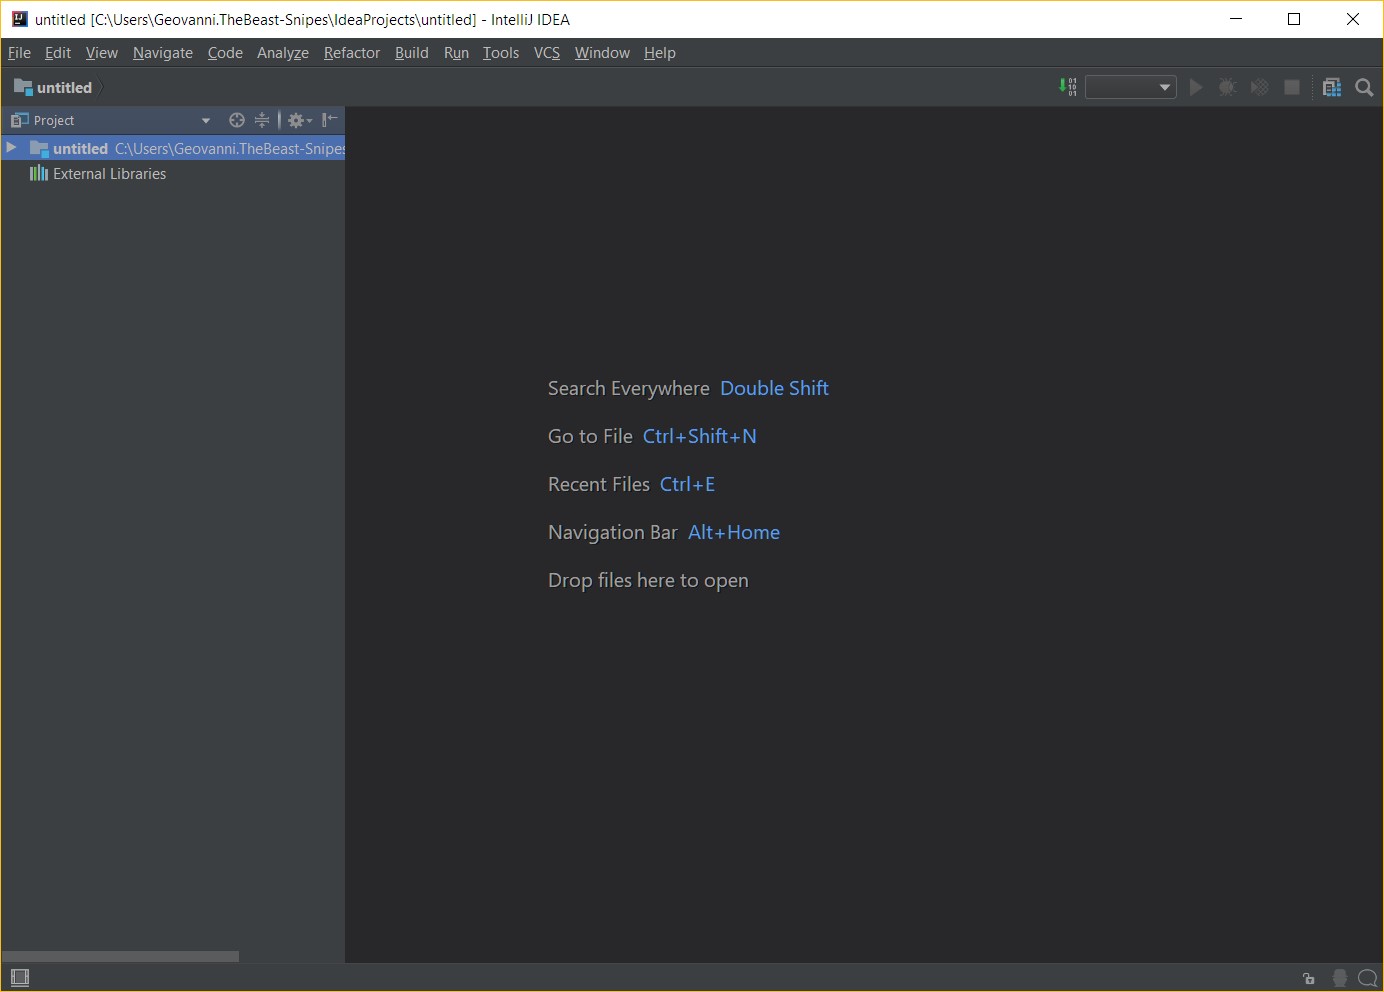 untitled [C:\Users\Geovanni.TheBeast-Snipes\IdeaProjects\untitled] - IntelliJ IDEA
File Edit View Navigate Code Analyze Refactor Build Run Tools VCS Window Help
untitled
Project
untitled C:\Users\Geovanni.TheBeast-Snipes
External Libraries
Search Everywhere Double Shift
Go to File Ctrl+Shift+N
Recent Files Ctrl+E
Navigation Bar Alt+Home
Drop files here to open